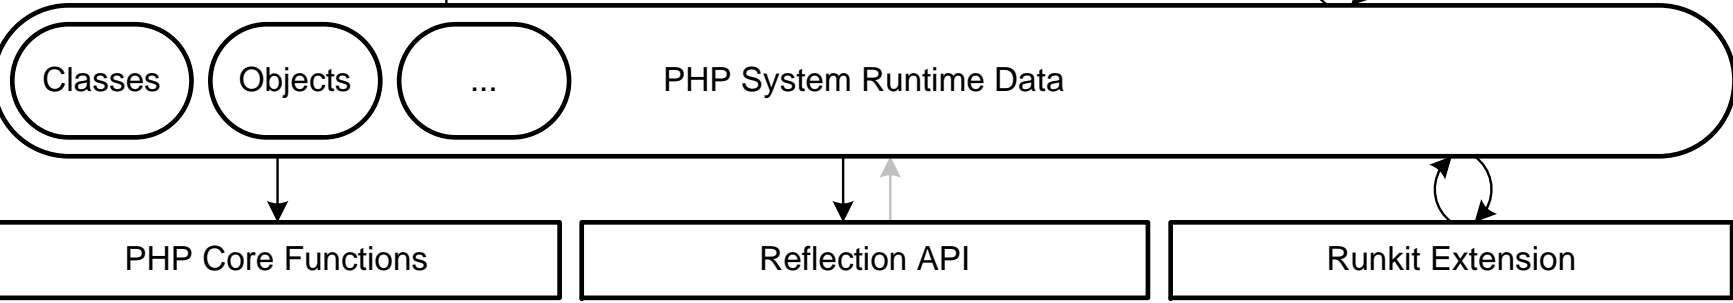 Classes Objects ... PHP System Runtime Data
PHP Core Functions Reflection API Runkit Extension